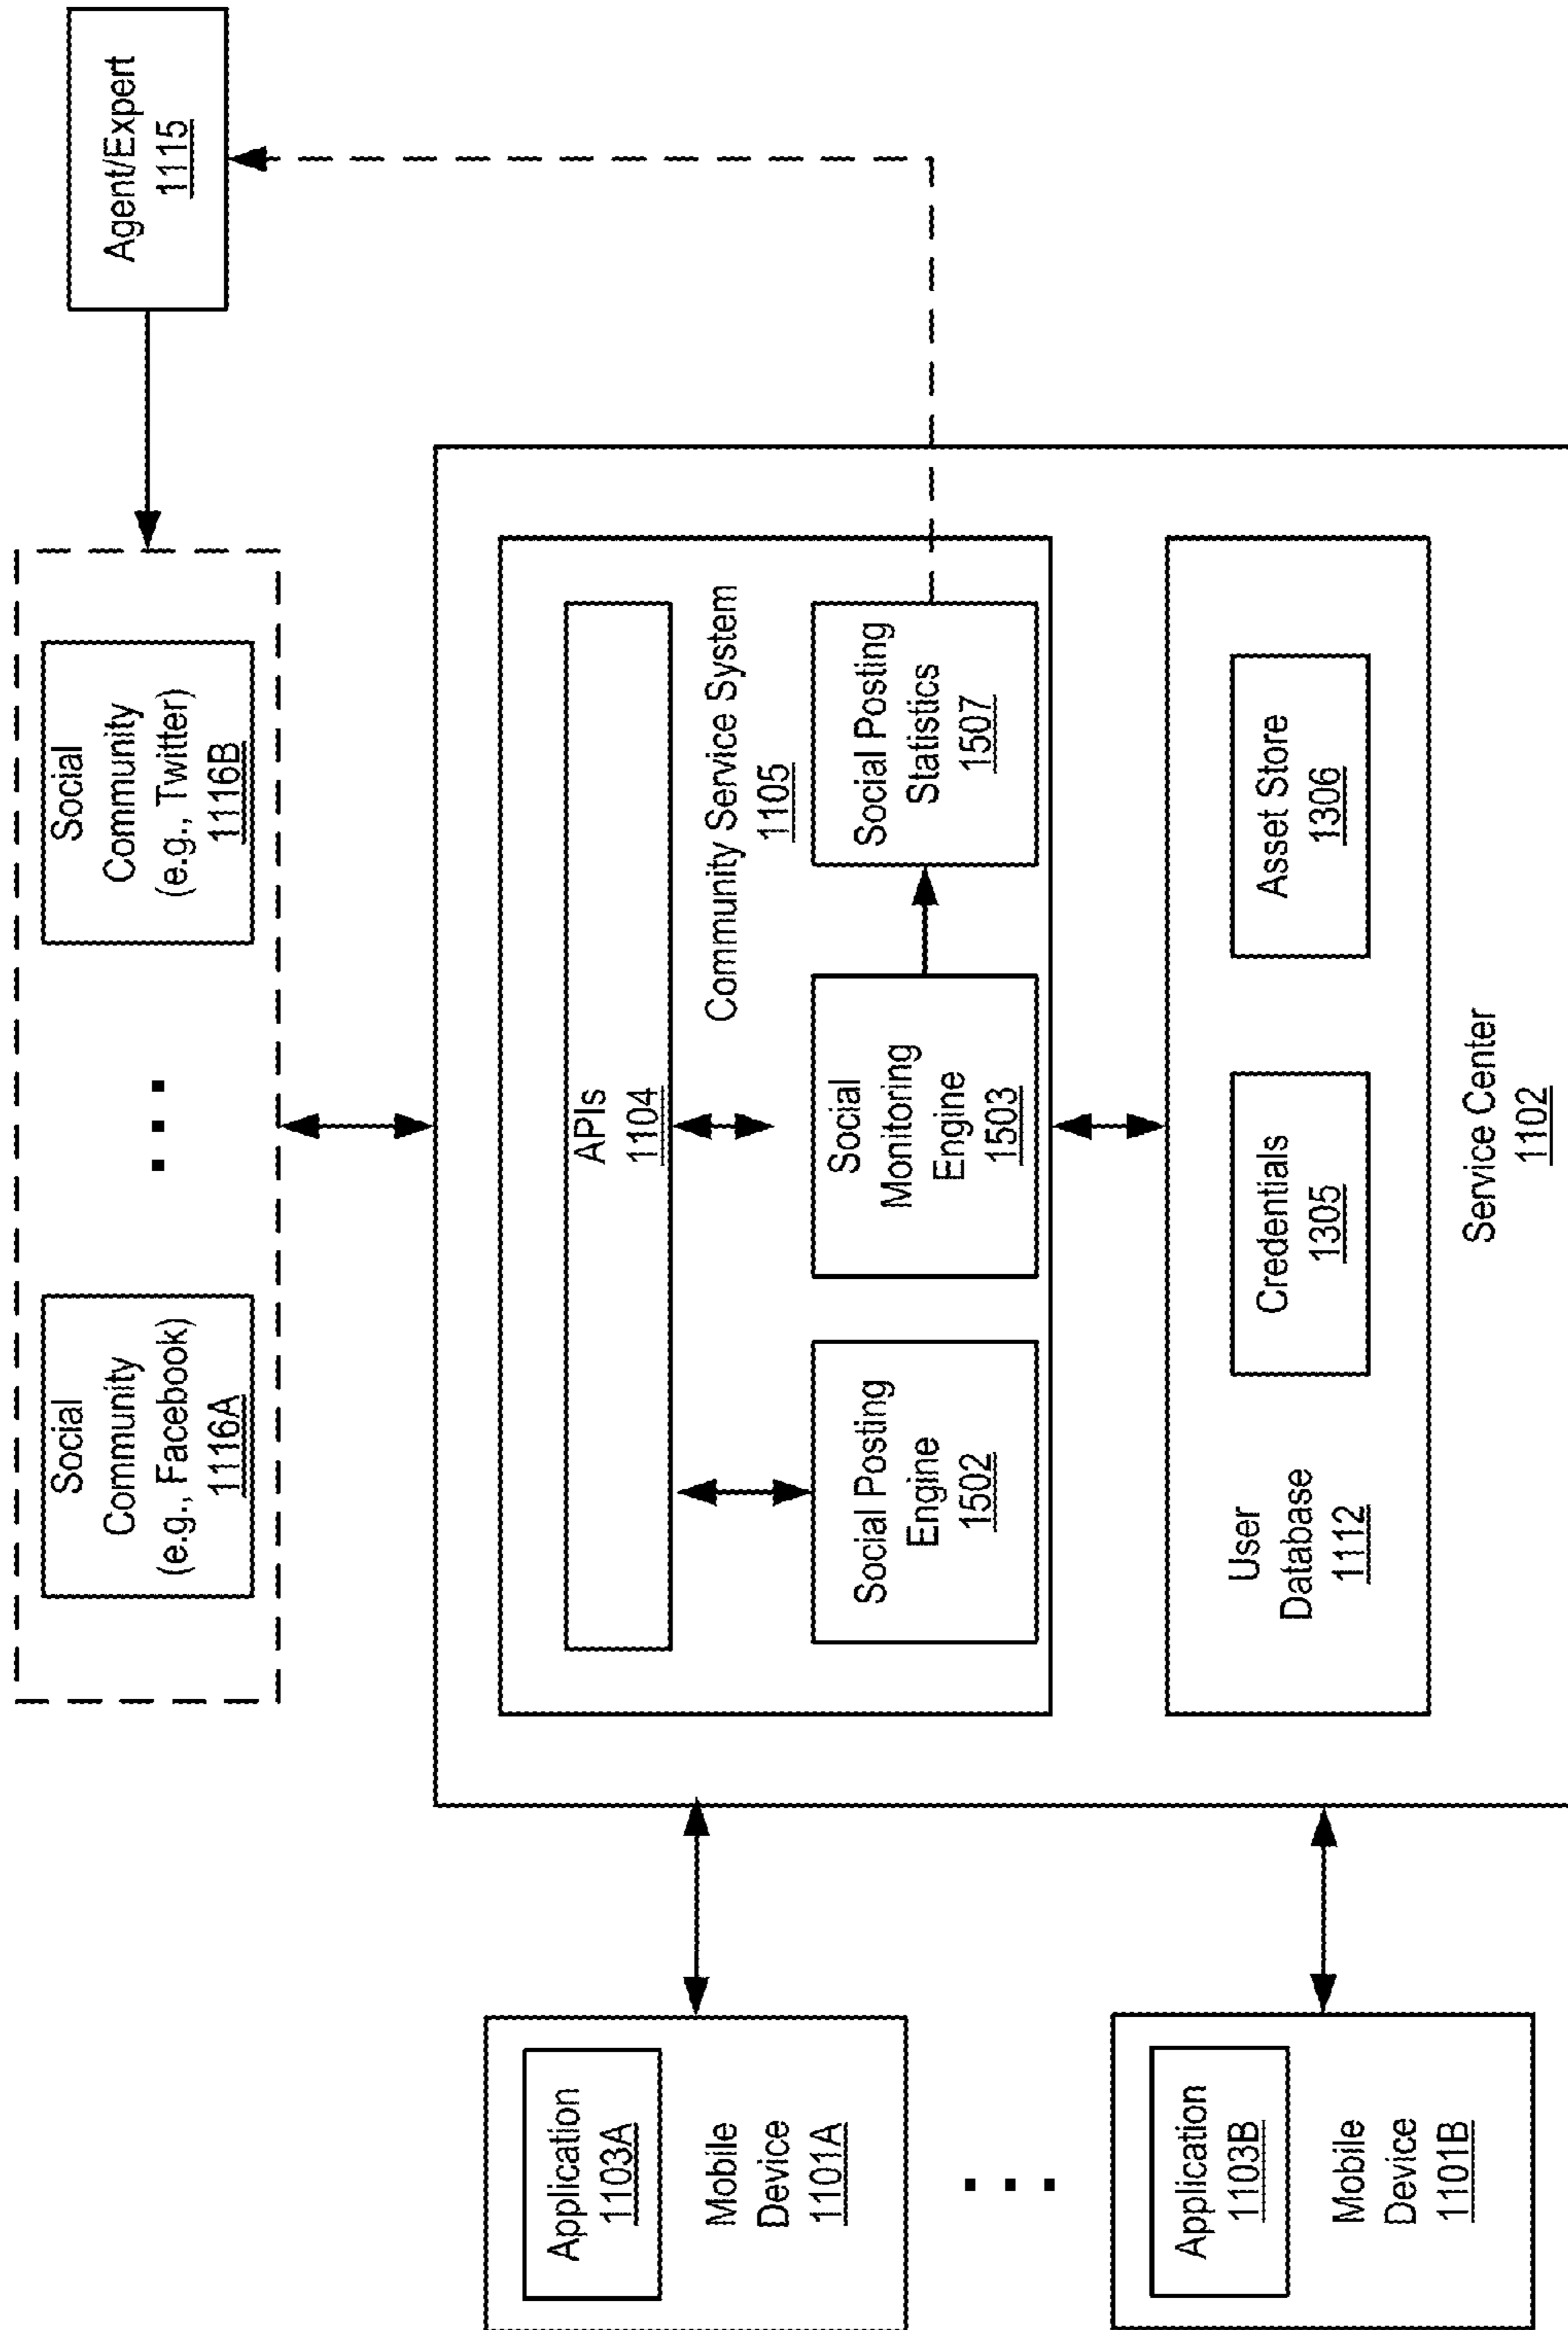 Social
Community
(e.g., Facebook)
1116A
Social
Community
(e.g., Twitter)
1116B
Agent/Expert
1115
Application
1103A
Mobile
Device
1101A
Application
1103B
Mobile
Device
1101B
APIs
1104
Community Service System
1105
Social Posting
Engine
1502
Social
Monitoring
Engine
1503
Social Posting
Statistics
1507
User
Database
1112
Credentials
1305
Asset Store
1306
Service Center
1102